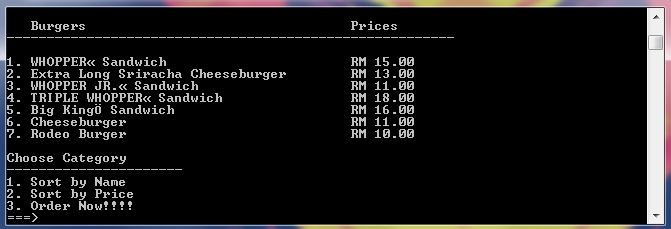 Burgers Prices
1. WHOPPER« Sandwich RM 15.00
2. Extra Long Sriracha Cheeseburger RM 13.00
3. WHOPPER JR.« Sandwich RM 11.00
4. TRIPLE WHOPPER« Sandwich RM 18.00
5. Big KingÖ Sandwich RM 16.00
6. Cheeseburger RM 11.00
7. Rodeo Burger RM 10.00
Choose Category
1. Sort by Name
2. Sort by Price
3. Order Now!!!!
===>